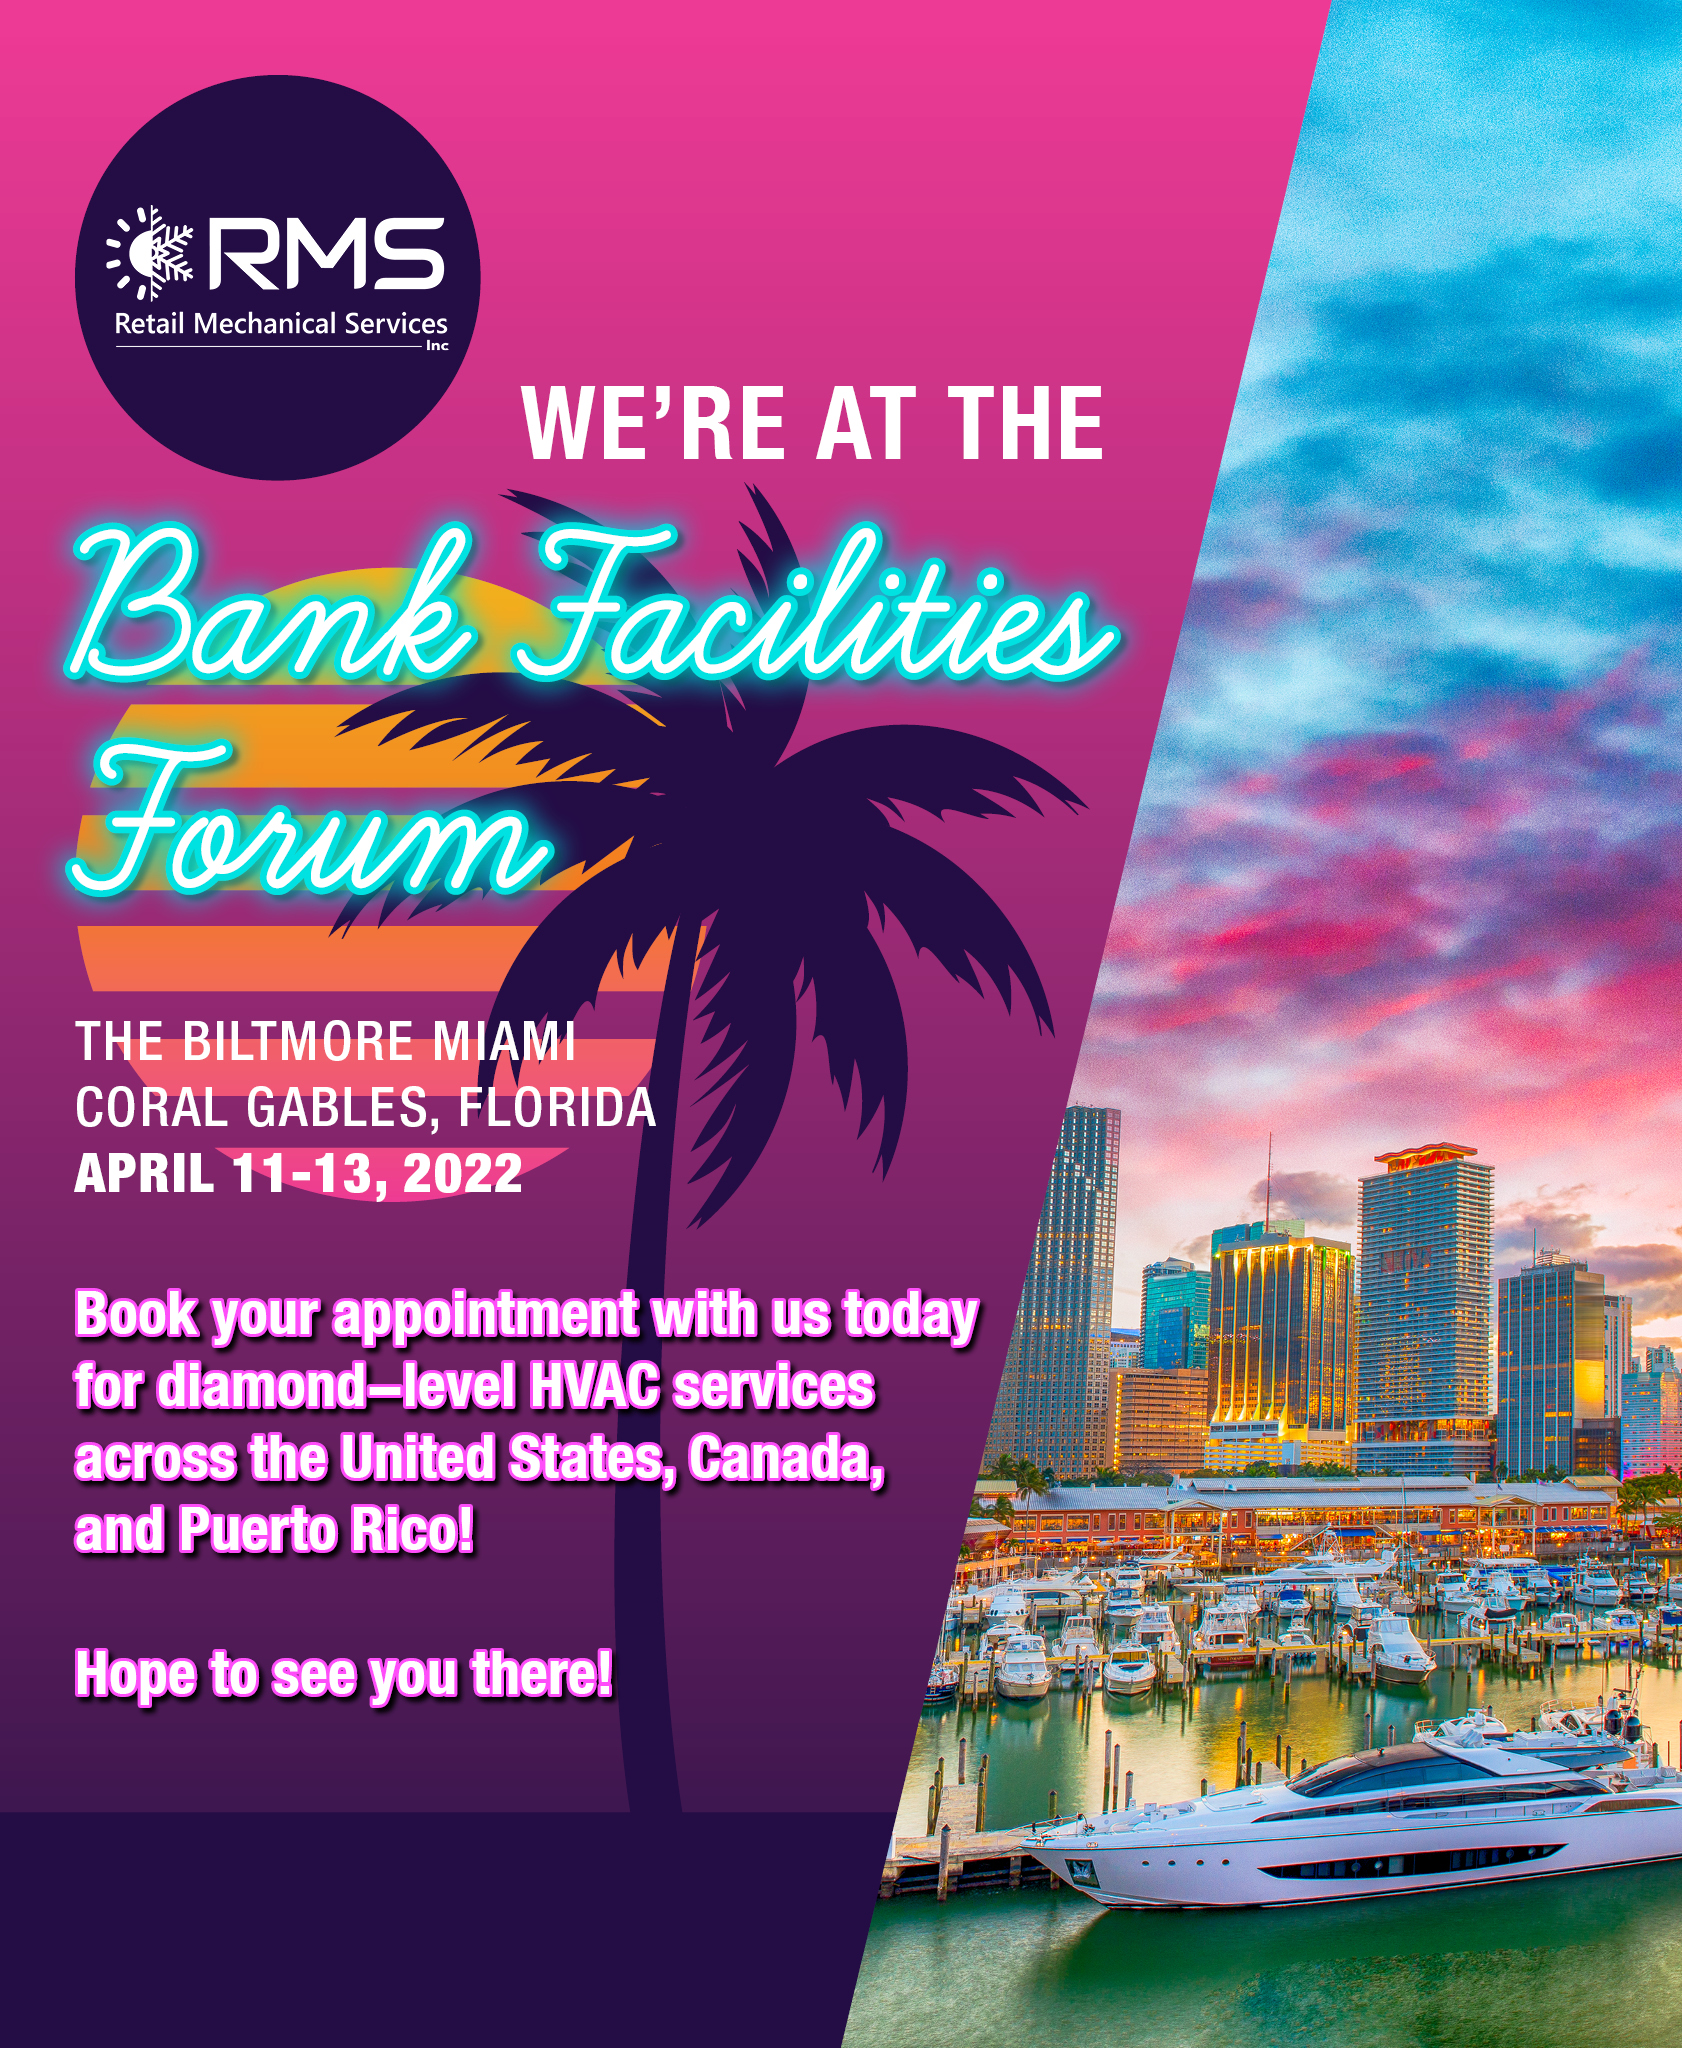 RMS
Retail Mechanical Services
Inc
WE'RE AT THE
Bank Facilities
Forum
THE BILTMORE MIAMI
CORAL GABLES, FLORIDA
APRIL 11-13, 2022
Book your appointment with us today
for diamond–level HVAC services
across the United States, Canada,
and Puerto Rico!
Hope to see you there!